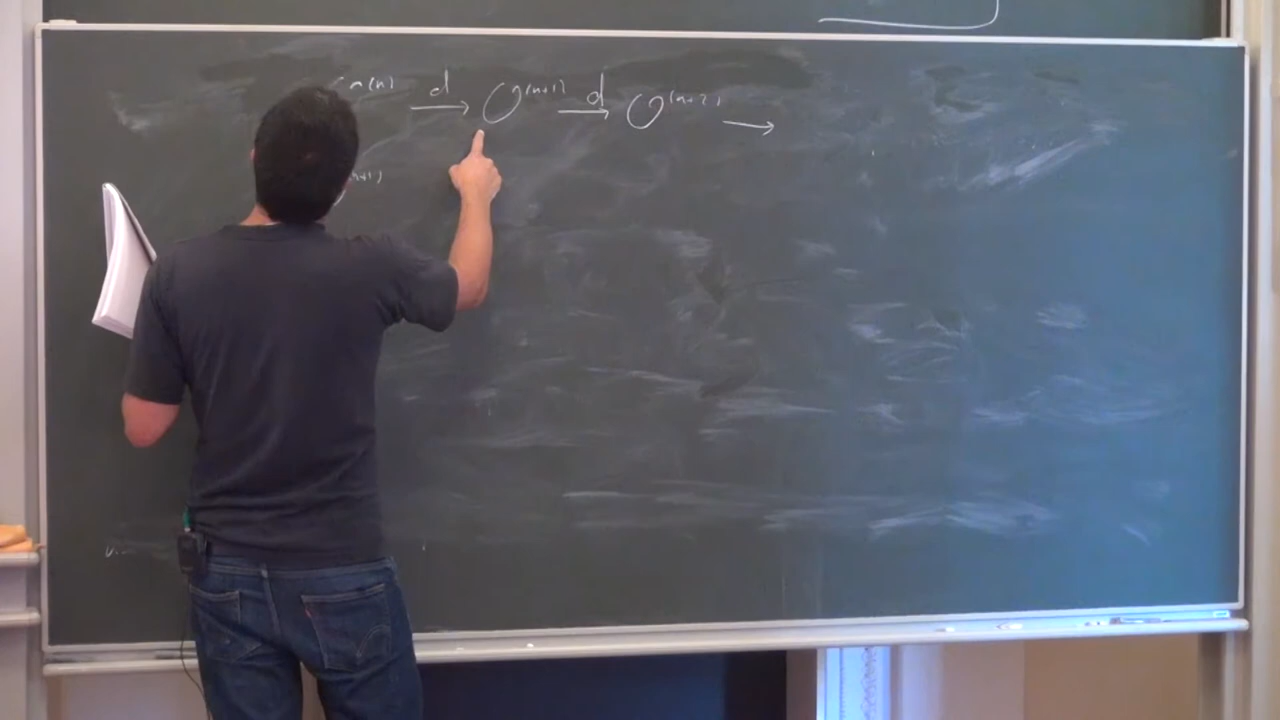 (n) d→ O^(n+1) d→ O^(n+2) →
n+1)